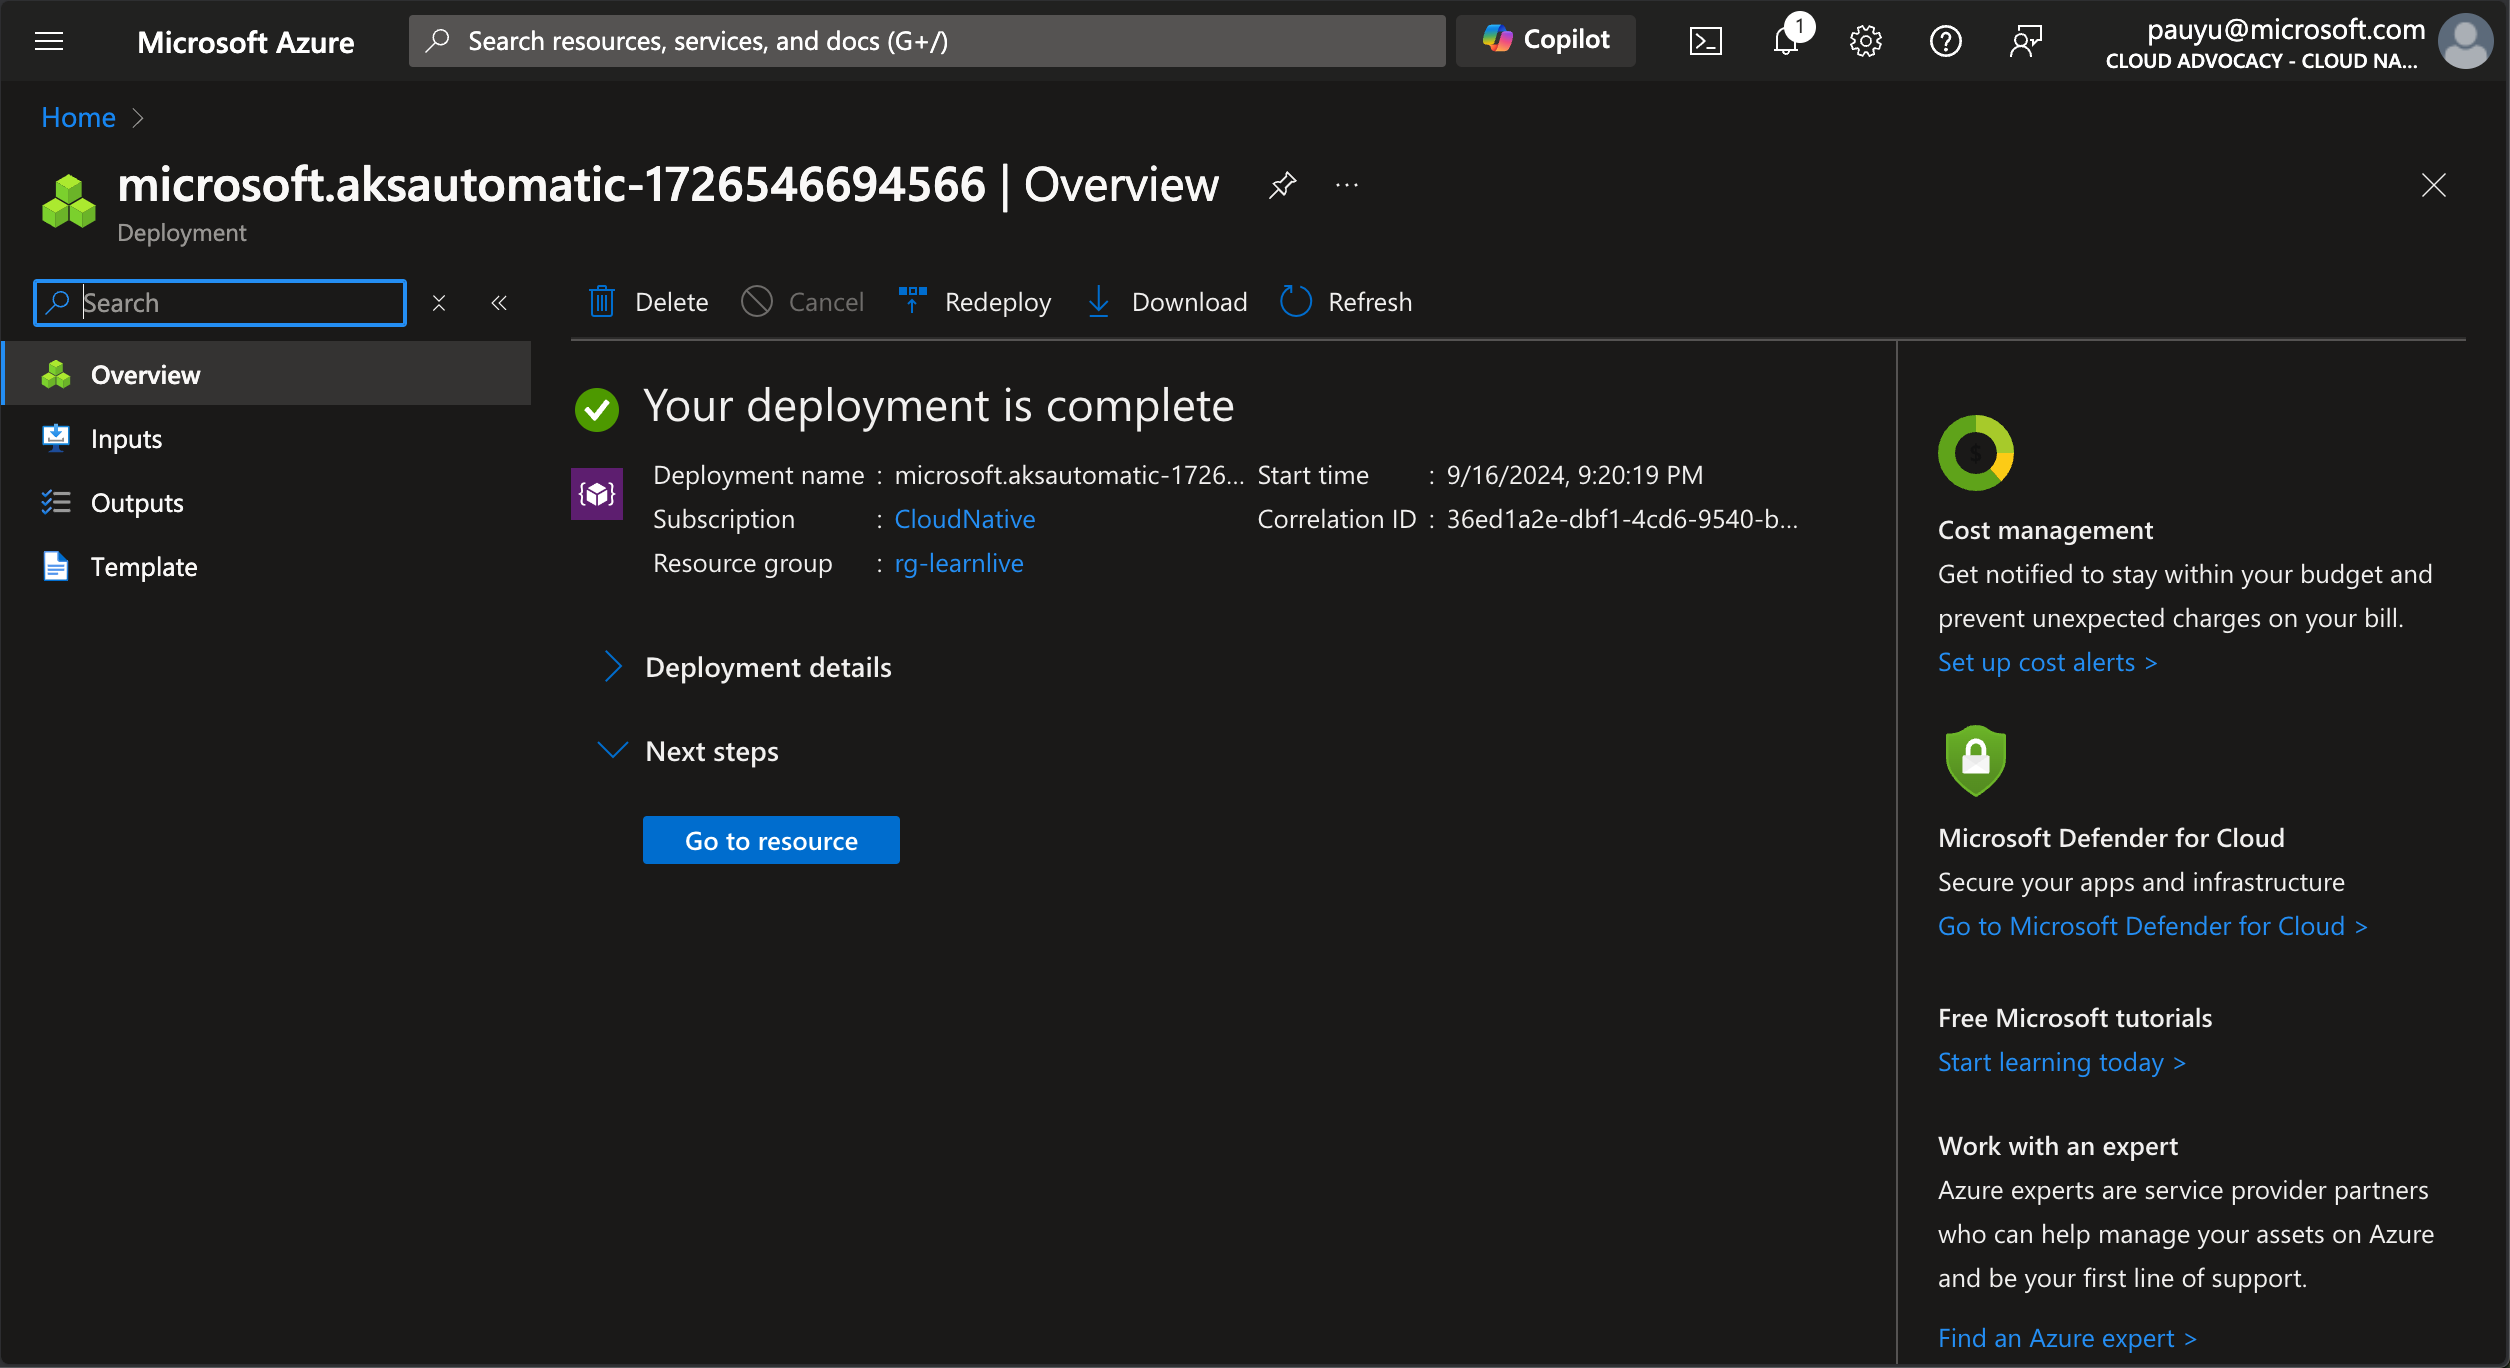 Microsoft Azure
Search resources, services, and docs (G+/)
Copilot
1
pauyu@microsoft.com
CLOUD ADVOCACY - CLOUD NA...
Home
microsoft.aksautomatic-1726546694566 | Overview
Deployment
Search
Delete
Cancel
Redeploy
Download
Refresh
Overview
Inputs
Outputs
Template
Your deployment is complete
Deployment name : microsoft.aksautomatic-1726...
Subscription : CloudNative
Resource group : rg-learnlive
Start time : 9/16/2024, 9:20:19 PM
Correlation ID : 36ed1a2e-dbf1-4cd6-9540-b...
Deployment details
Next steps
Go to resource
$
Cost management
Get notified to stay within your budget and
prevent unexpected charges on your bill.
Set up cost alerts >
Microsoft Defender for Cloud
Secure your apps and infrastructure
Go to Microsoft Defender for Cloud >
Free Microsoft tutorials
Start learning today >
Work with an expert
Azure experts are service provider partners
who can help manage your assets on Azure
and be your first line of support.
Find an Azure expert >